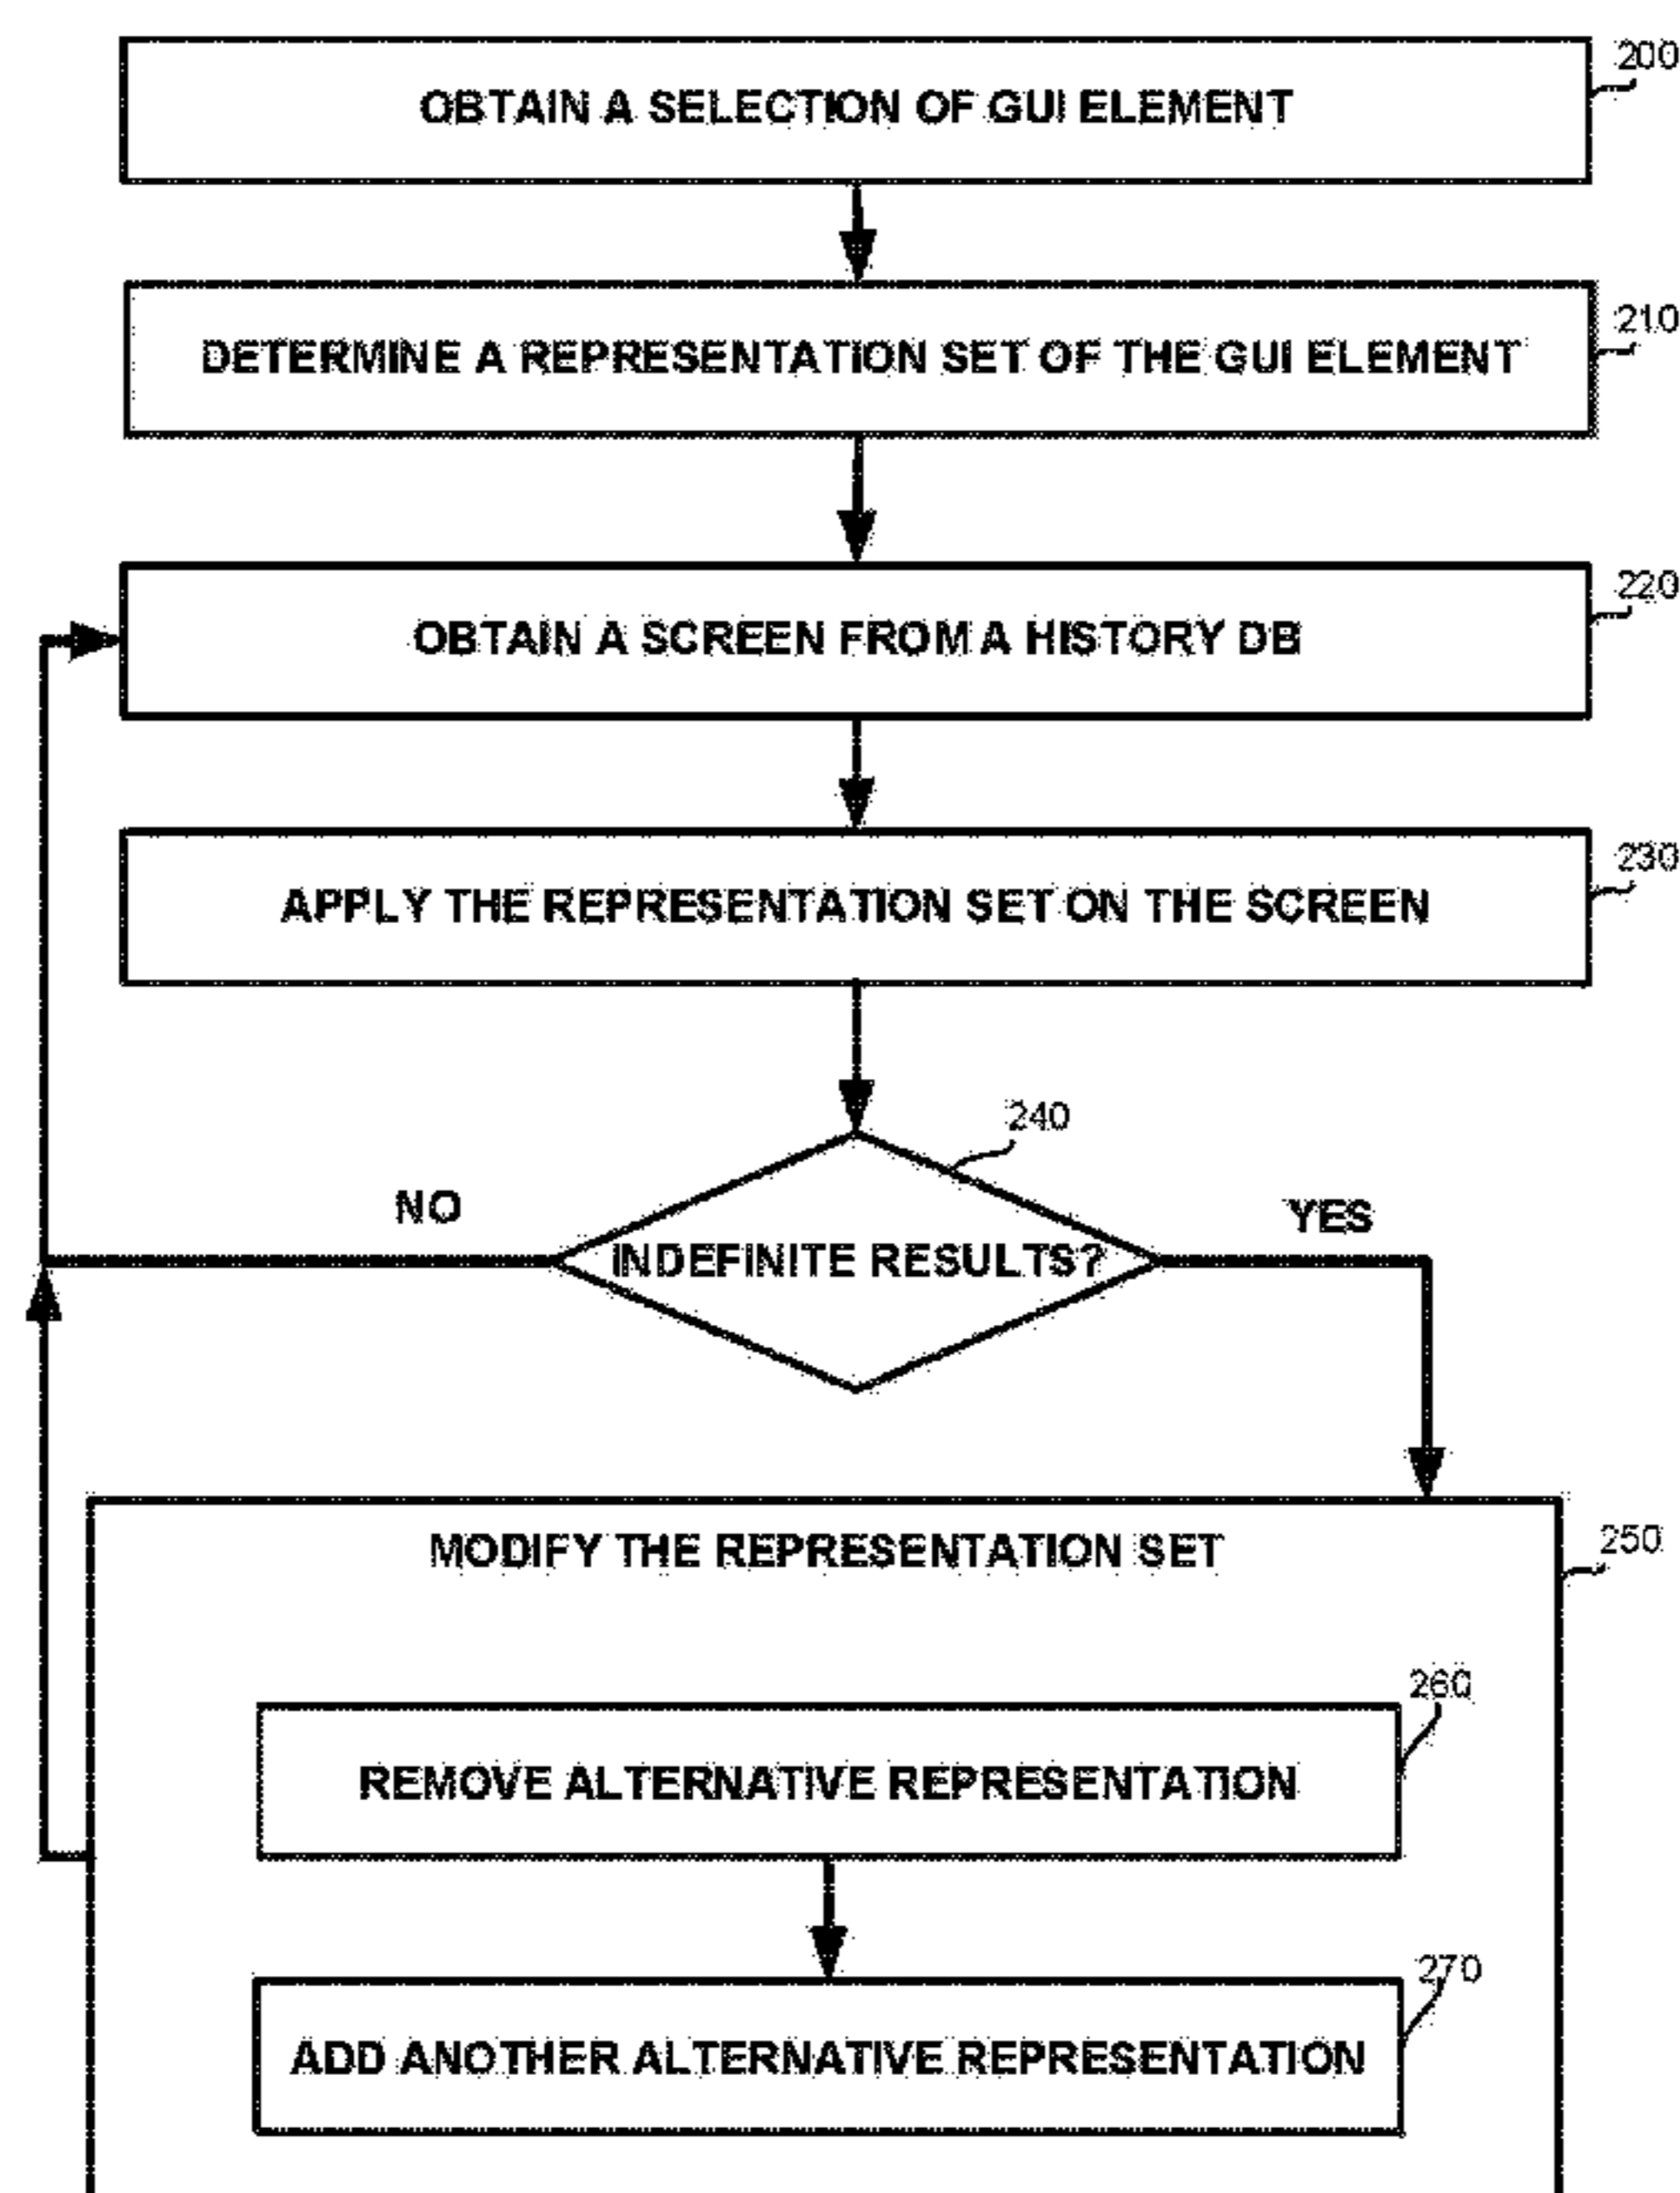 200
OBTAIN A SELECTION OF GUI ELEMENT
210
DETERMINE A REPRESENTATION SET OF THE GUI ELEMENT
220
OBTAIN A SCREEN FROM A HISTORY DB
230
APPLY THE REPRESENTATION SET ON THE SCREEN
240
NO
YES
INDEFINITE RESULTS?
250
MODIFY THE REPRESENTATION SET
260
REMOVE ALTERNATIVE REPRESENTATION
270
ADD ANOTHER ALTERNATIVE REPRESENTATION